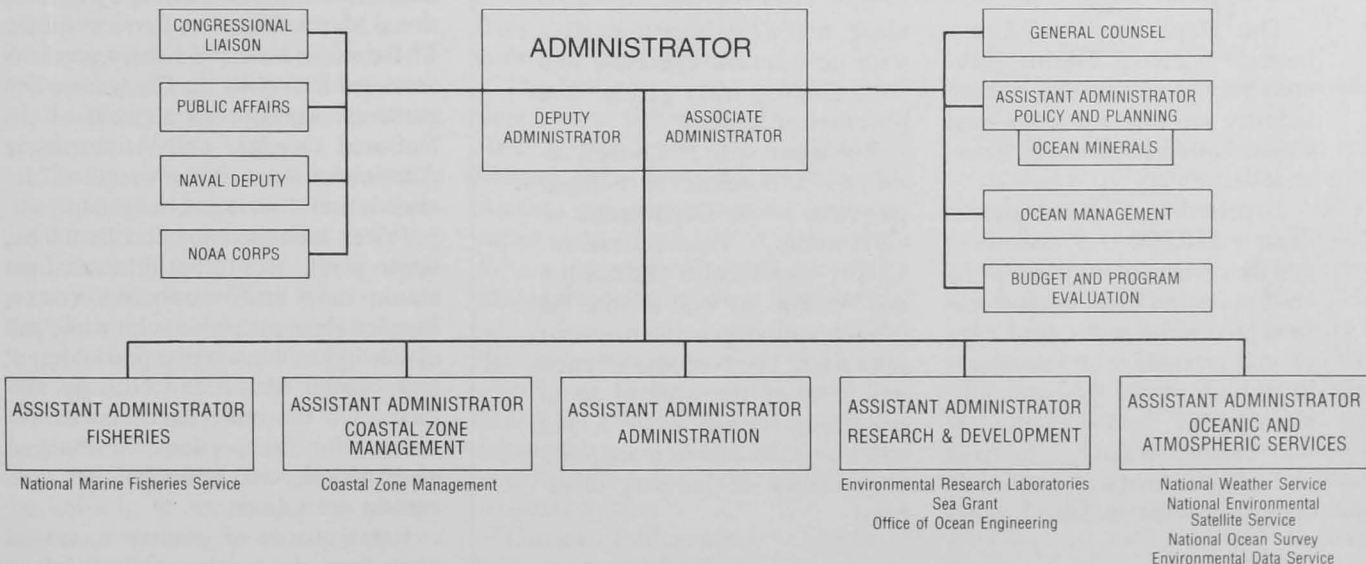 CONGRESSIONAL
LIAISON
PUBLIC AFFAIRS
NAVAL DEPUTY
NOAA CORPS
ADMINISTRATOR
DEPUTY
ADMINISTRATOR
ASSOCIATE
ADMINISTRATOR
GENERAL COUNSEL
ASSISTANT ADMINISTRATOR
POLICY AND PLANNING
OCEAN MINERALS
OCEAN MANAGEMENT
BUDGET AND PROGRAM
EVALUATION
ASSISTANT ADMINISTRATOR
FISHERIES
National Marine Fisheries Service
ASSISTANT ADMINISTRATOR
COASTAL ZONE
MANAGEMENT
Coastal Zone Management
ASSISTANT ADMINISTRATOR
ADMINISTRATION
ASSISTANT ADMINISTRATOR
RESEARCH & DEVELOPMENT
Environmental Research Laboratories
Sea Grant
Office of Ocean Engineering
ASSISTANT ADMINISTRATOR
OCEANIC AND
ATMOSPHERIC SERVICES
National Weather Service
National Environmental
Satellite Service
National Ocean Survey
Environmental Data Service